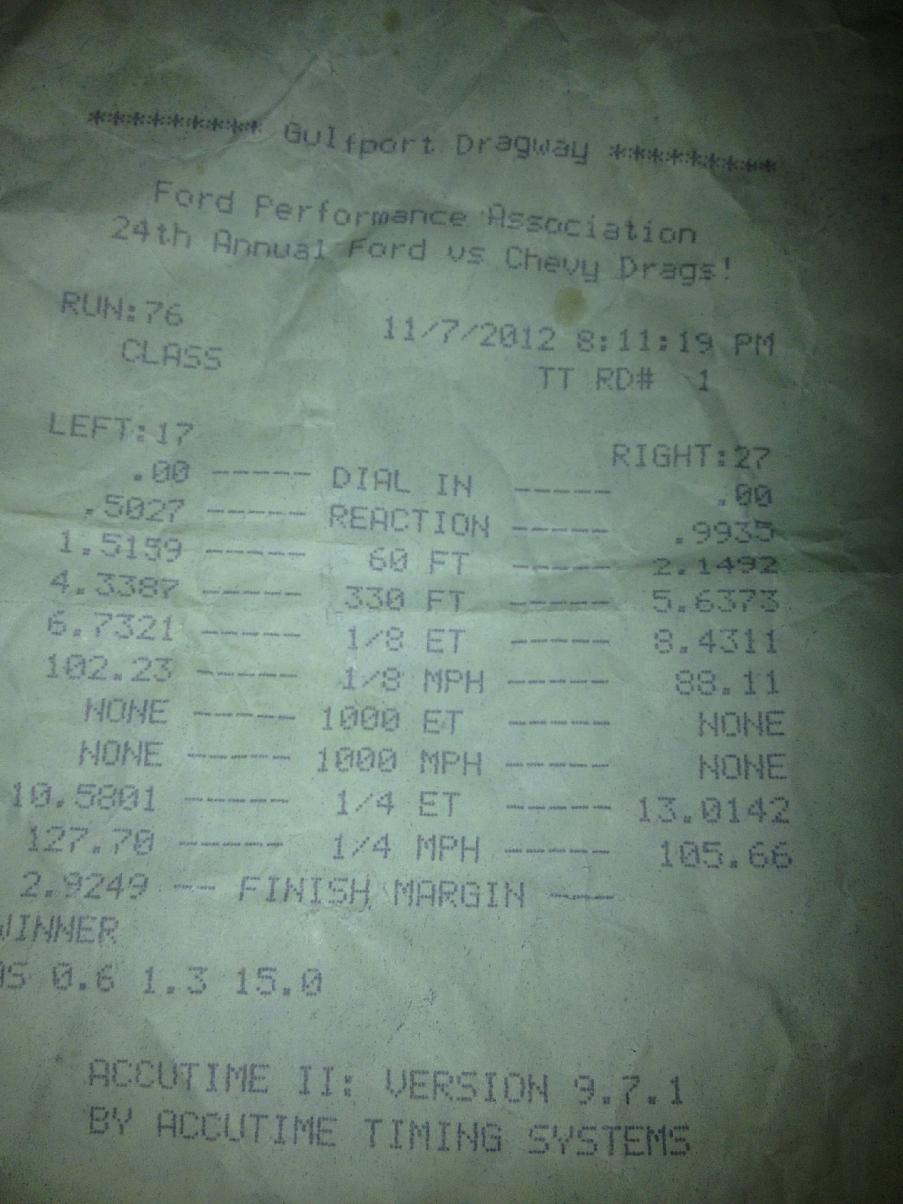 ********* Gulfport Dragway *********
Ford Performance Association
24th Annual Ford vs Chevy Drags!
RUN:76 11/7/2012 8:11:19 PM
CLASS TT RD# 1
LEFT:17 RIGHT:27
.00 ----- DIAL IN ----- .00
.5027 ----- REACTION ----- .9935
1.5159 ----- 60 FT ----- 2.1492
4.3387 ----- 330 FT ----- 5.6373
6.7321 ----- 1/8 ET ----- 8.4311
102.23 ----- 1/8 MPH ----- 88.11
NONE ----- 1000 ET ----- NONE
NONE ----- 1000 MPH ----- NONE
10.5801 ----- 1/4 ET ----- 13.0142
127.70 ----- 1/4 MPH ----- 105.66
2.9249 -- FINISH MARGIN ---
WINNER
0.6 1.3 15.0
ACCUTIME II: VERSION 9.7.1
BY ACCUTIME TIMING SYSTEMS